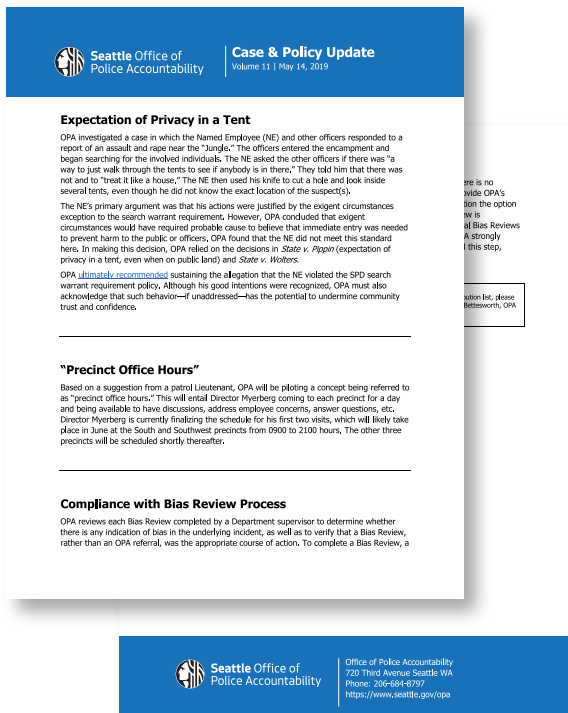 Seattle Office of
Police Accountability
Case & Policy Update
Volume 11 | May 14, 2019
Expectation of Privacy in a Tent
OPA investigated a case in which the Named Employee (NE) and other officers responded to a
report of an assault and rape near the “Jungle.” The officers entered the encampment and
began searching for the involved individuals. The NE asked the other officers if there was “a
way to just walk through the tents to see if anybody is in there.” They told him that there was
not and to “treat it like a house.” The NE then used his knife to cut a hole and look inside
several tents, even though he did not know the exact location of the suspect(s).
The NE’s primary argument was that his actions were justified by the exigent circumstances
exception to the search warrant requirement. However, OPA concluded that exigent
circumstances would have required probable cause to believe that immediate entry was needed
to prevent harm to the public or officers. OPA found that the NE did not meet this standard
here. In making this decision, OPA relied on the decisions in State v. Pippin (expectation of
privacy in a tent, even when on public land) and State v. Wolters.
OPA ultimately recommended sustaining the allegation that the NE violated the SPD search
warrant requirement policy. Although his good intentions were recognized, OPA must also
acknowledge that such behavior—if unaddressed—has the potential to undermine community
trust and confidence.
“Precinct Office Hours”
Based on a suggestion from a patrol Lieutenant, OPA will be piloting a concept being referred to
as “precinct office hours.” This will entail Director Myerberg coming to each precinct for a day
and being available to have discussions, address employee concerns, answer questions, etc.
Director Myerberg is currently finalizing the schedule for his first two visits, which will likely take
place in June at the South and Southwest precincts from 0900 to 2100 hours. The other three
precincts will be scheduled shortly thereafter.
Compliance with Bias Review Process
OPA reviews each Bias Review completed by a Department supervisor to determine whether
there is any indication of bias in the underlying incident, as well as to verify that a Bias Review,
rather than an OPA referral, was the appropriate course of action. To complete a Bias Review, a
ere is no
ovide OPA’s
tion the option
ew is
al Bias Reviews
A strongly
l this step,
bution list, please
Bettesworth, OPA
Seattle Office of
Police Accountability
Office of Police Accountability
720 Third Avenue Seattle WA
Phone: 206-684-8797
https://www.seattle.gov/opa